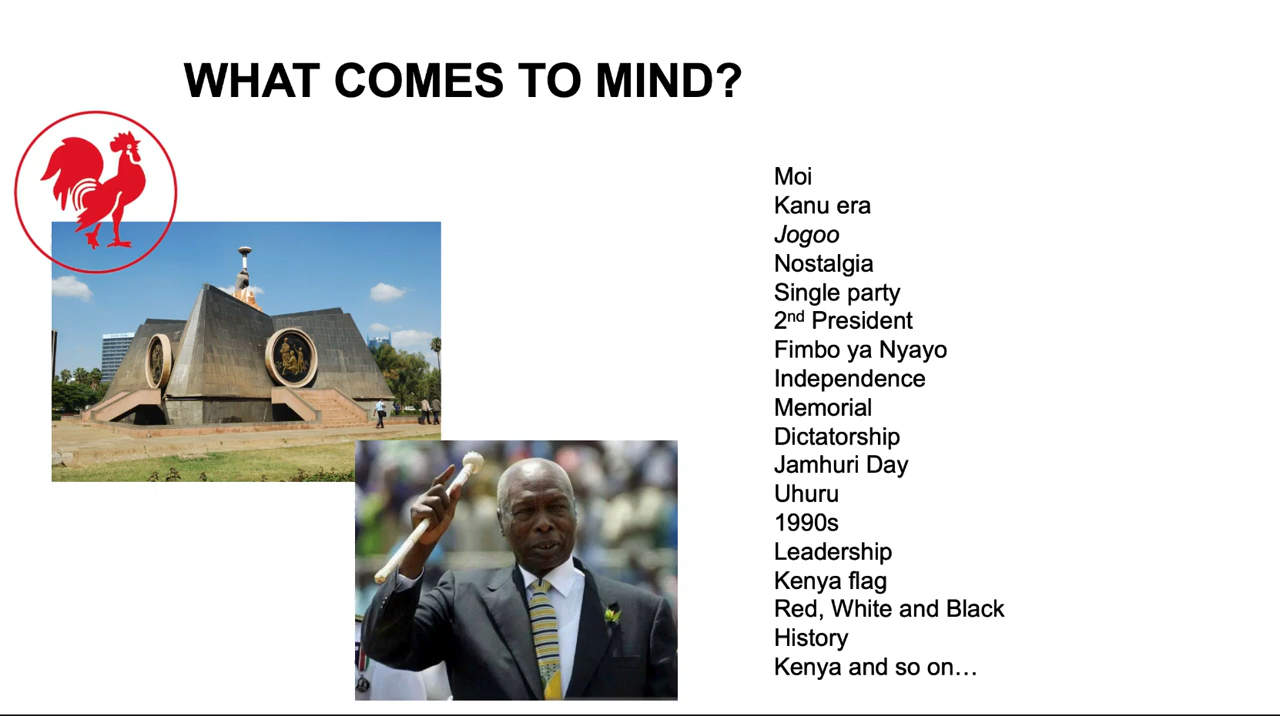 WHAT COMES TO MIND?
Moi
Kanu era
Jogoo
Nostalgia
Single party
2nd President
Fimbo ya Nyayo
Independence
Memorial
Dictatorship
Jamhuri Day
Uhuru
1990s
Leadership
Kenya flag
Red, White and Black
History
Kenya and so on…